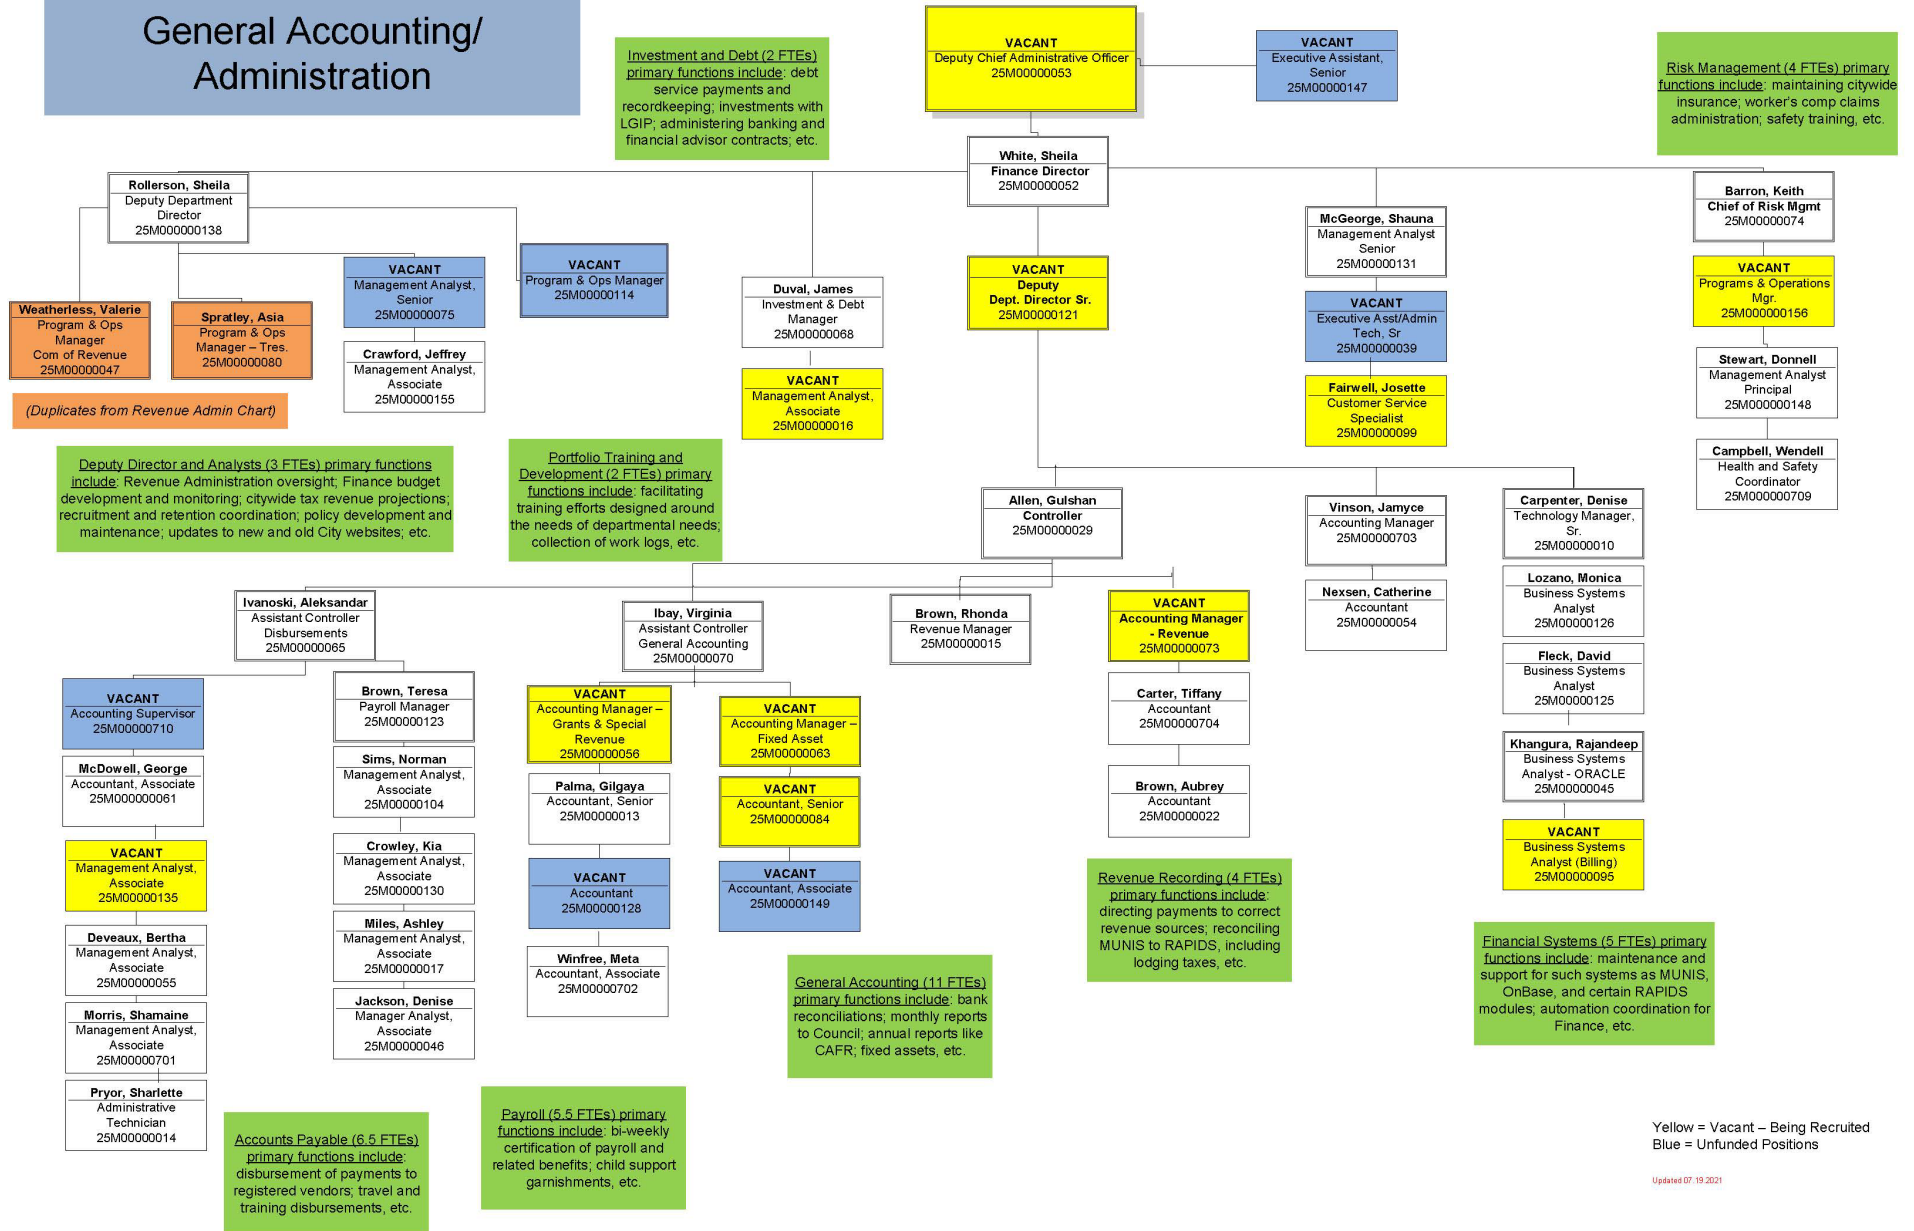 General Accounting/
Administration
Investment and Debt (2 FTEs)
primary functions include: debt
service payments and
recordkeeping; investments with
LGIP; administering banking and
financial advisor contracts; etc.
VACANT
Deputy Chief Administrative Officer
25M00000053
VACANT
Executive Assistant,
Senior
25M00000147
Risk Management (4 FTEs) primary
functions include: maintaining citywide
insurance; worker's comp claims
administration; safety training, etc.
White, Sheila
Finance Director
25M00000052
Rollerson, Sheila
Deputy Department
Director
25M000000138
McGeorge, Shauna
Management Analyst
Senior
25M00000131
Barron, Keith
Chief of Risk Mgmt
25M00000074
VACANT
Management Analyst,
Senior
25M00000075
VACANT
Program & Ops Manager
25M00000114
Duval, James
Investment & Debt
Manager
25M00000068
VACANT
Deputy
Dept. Director Sr.
25M00000121
VACANT
Executive Asst/Admin
Tech, Sr
25M00000039
VACANT
Programs & Operations
Mgr.
25M00000156
Weatherless, Valerie
Program & Ops
Manager
Com of Revenue
25M00000047
Spratley, Asia
Program & Ops
Manager – Tres.
25M00000080
Crawford, Jeffrey
Management Analyst,
Associate
25M00000155
VACANT
Management Analyst,
Associate
25M00000016
Fairwell, Josette
Customer Service
Specialist
25M00000099
Stewart, Donnell
Management Analyst
Principal
25M00000148
(Duplicates from Revenue Admin Chart)
Campbell, Wendell
Health and Safety
Coordinator
25M00000709
Deputy Director and Analysts (3 FTEs) primary functions
include: Revenue Administration oversight; Finance budget
development and monitoring; citywide tax revenue projections;
recruitment and retention coordination; policy development and
maintenance; updates to new and old City websites; etc.
Portfolio Training and
Development (2 FTEs) primary
functions include: facilitating
training efforts designed around
the needs of departmental needs;
collection of work logs, etc.
Allen, Gulshan
Controller
25M00000029
Vinson, Jamyce
Accounting Manager
25M00000703
Carpenter, Denise
Technology Manager,
Sr.
25M00000010
Ivanoski, Aleksandar
Assistant Controller
Disbursements
25M00000065
Ibay, Virginia
Assistant Controller
General Accounting
25M00000070
Brown, Rhonda
Revenue Manager
25M00000015
VACANT
Accounting Manager
- Revenue
25M00000073
Nexsen, Catherine
Accountant
25M00000054
Lozano, Monica
Business Systems
Analyst
25M00000126
VACANT
Accounting Supervisor
25M00000710
Brown, Teresa
Payroll Manager
25M00000123
VACANT
Accounting Manager –
Grants & Special
Revenue
25M00000056
VACANT
Accounting Manager –
Fixed Asset
25M00000063
Carter, Tiffany
Accountant
25M00000704
Fleck, David
Business Systems
Analyst
25M00000125
McDowell, George
Accountant, Associate
25M000000061
Sims, Norman
Management Analyst,
Associate
25M00000104
Palma, Gilgaya
Accountant, Senior
25M00000013
VACANT
Accountant, Senior
25M00000084
Brown, Aubrey
Accountant
25M00000022
Khangura, Rajandeep
Business Systems
Analyst - ORACLE
25M00000045
VACANT
Management Analyst,
Associate
25M00000135
Crowley, Kia
Management Analyst,
Associate
25M00000130
VACANT
Accountant
25M00000128
VACANT
Accountant, Associate
25M00000149
VACANT
Business Systems
Analyst (Billing)
25M00000095
Revenue Recording (4 FTEs)
primary functions include:
directing payments to correct
revenue sources; reconciling
MUNIS to RAPIDS, including
lodging taxes, etc.
Deveaux, Bertha
Management Analyst,
Associate
25M00000055
Miles, Ashley
Management Analyst,
Associate
25M00000017
Winfree, Meta
Accountant, Associate
25M00000702
General Accounting (11 FTEs)
primary functions include: bank
reconciliations; monthly reports
to Council; annual reports like
CAFR; fixed assets, etc.
Financial Systems (5 FTEs) primary
functions include: maintenance and
support for such systems as MUNIS,
OnBase, and certain RAPIDS
modules; automation coordination for
Finance, etc.
Morris, Shamaine
Management Analyst,
Associate
25M00000701
Jackson, Denise
Manager Analyst,
Associate
25M00000046
Pryor, Sharlette
Administrative
Technician
25M00000014
Accounts Payable (6.5 FTEs)
primary functions include:
disbursement of payments to
registered vendors; travel and
training disbursements, etc.
Payroll (5.5 FTEs) primary
functions include: bi-weekly
certification of payroll and
related benefits; child support
garnishments, etc.
Yellow = Vacant – Being Recruited
Blue = Unfunded Positions
Updated 07.19.2021